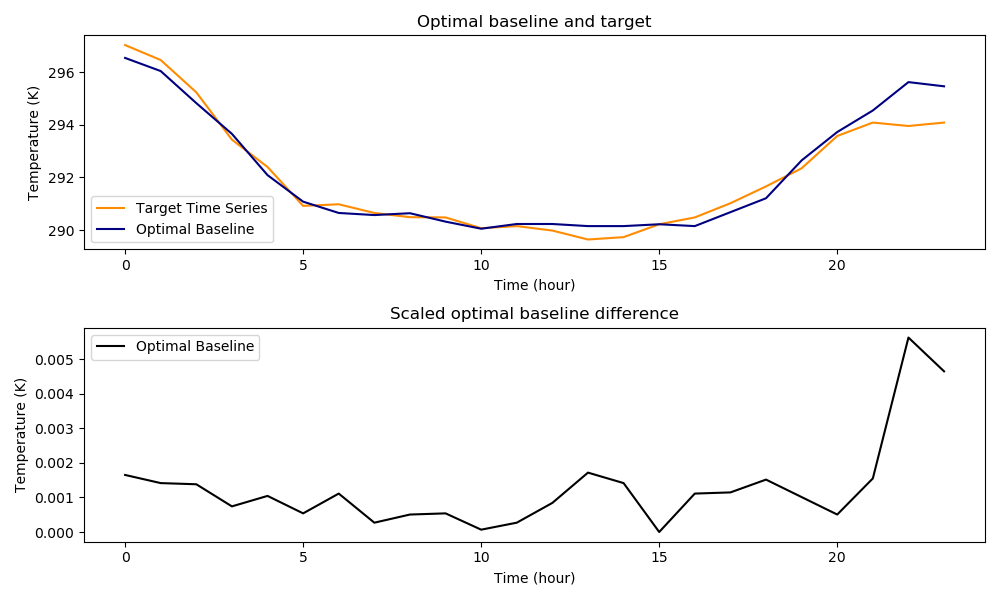 Optimal baseline and target
Temperature (K)
296
294
292
290
Target Time Series
Optimal Baseline
0 5 10 15 20
Time (hour)
Scaled optimal baseline difference
Temperature (K)
0.005
0.004
0.003
0.002
0.001
0.000
Optimal Baseline
0 5 10 15 20
Time (hour)